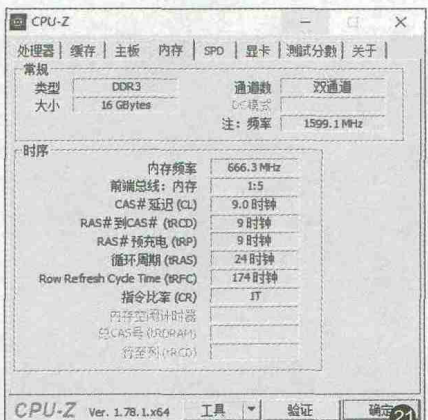 CPU-Z
处理器 缓存 主板 内存 SPD 显卡 测试分數 关于
常规
类型 DDR3 通道数 双通道
大小 16 GBytes DC模式
注：频率 1599.1 MHz
时序
内存频率 666.3 MHz
前端总线：内存 1:5
CAS# 延迟 (CL) 9.0 时钟
RAS# 到CAS# (tRCD) 9 时钟
RAS# 预充电 (tRP) 9 时钟
循环周期 (tRAS) 24 时钟
Row Refresh Cycle Time (tRFC) 174 时钟
指令比率 (CR) 1T
内存空闲计时器
总CAS号 (tRDRAM)
行至列 (tRCD)
CPU-Z Ver. 1.78.1.x64 工具 验证 确定
21